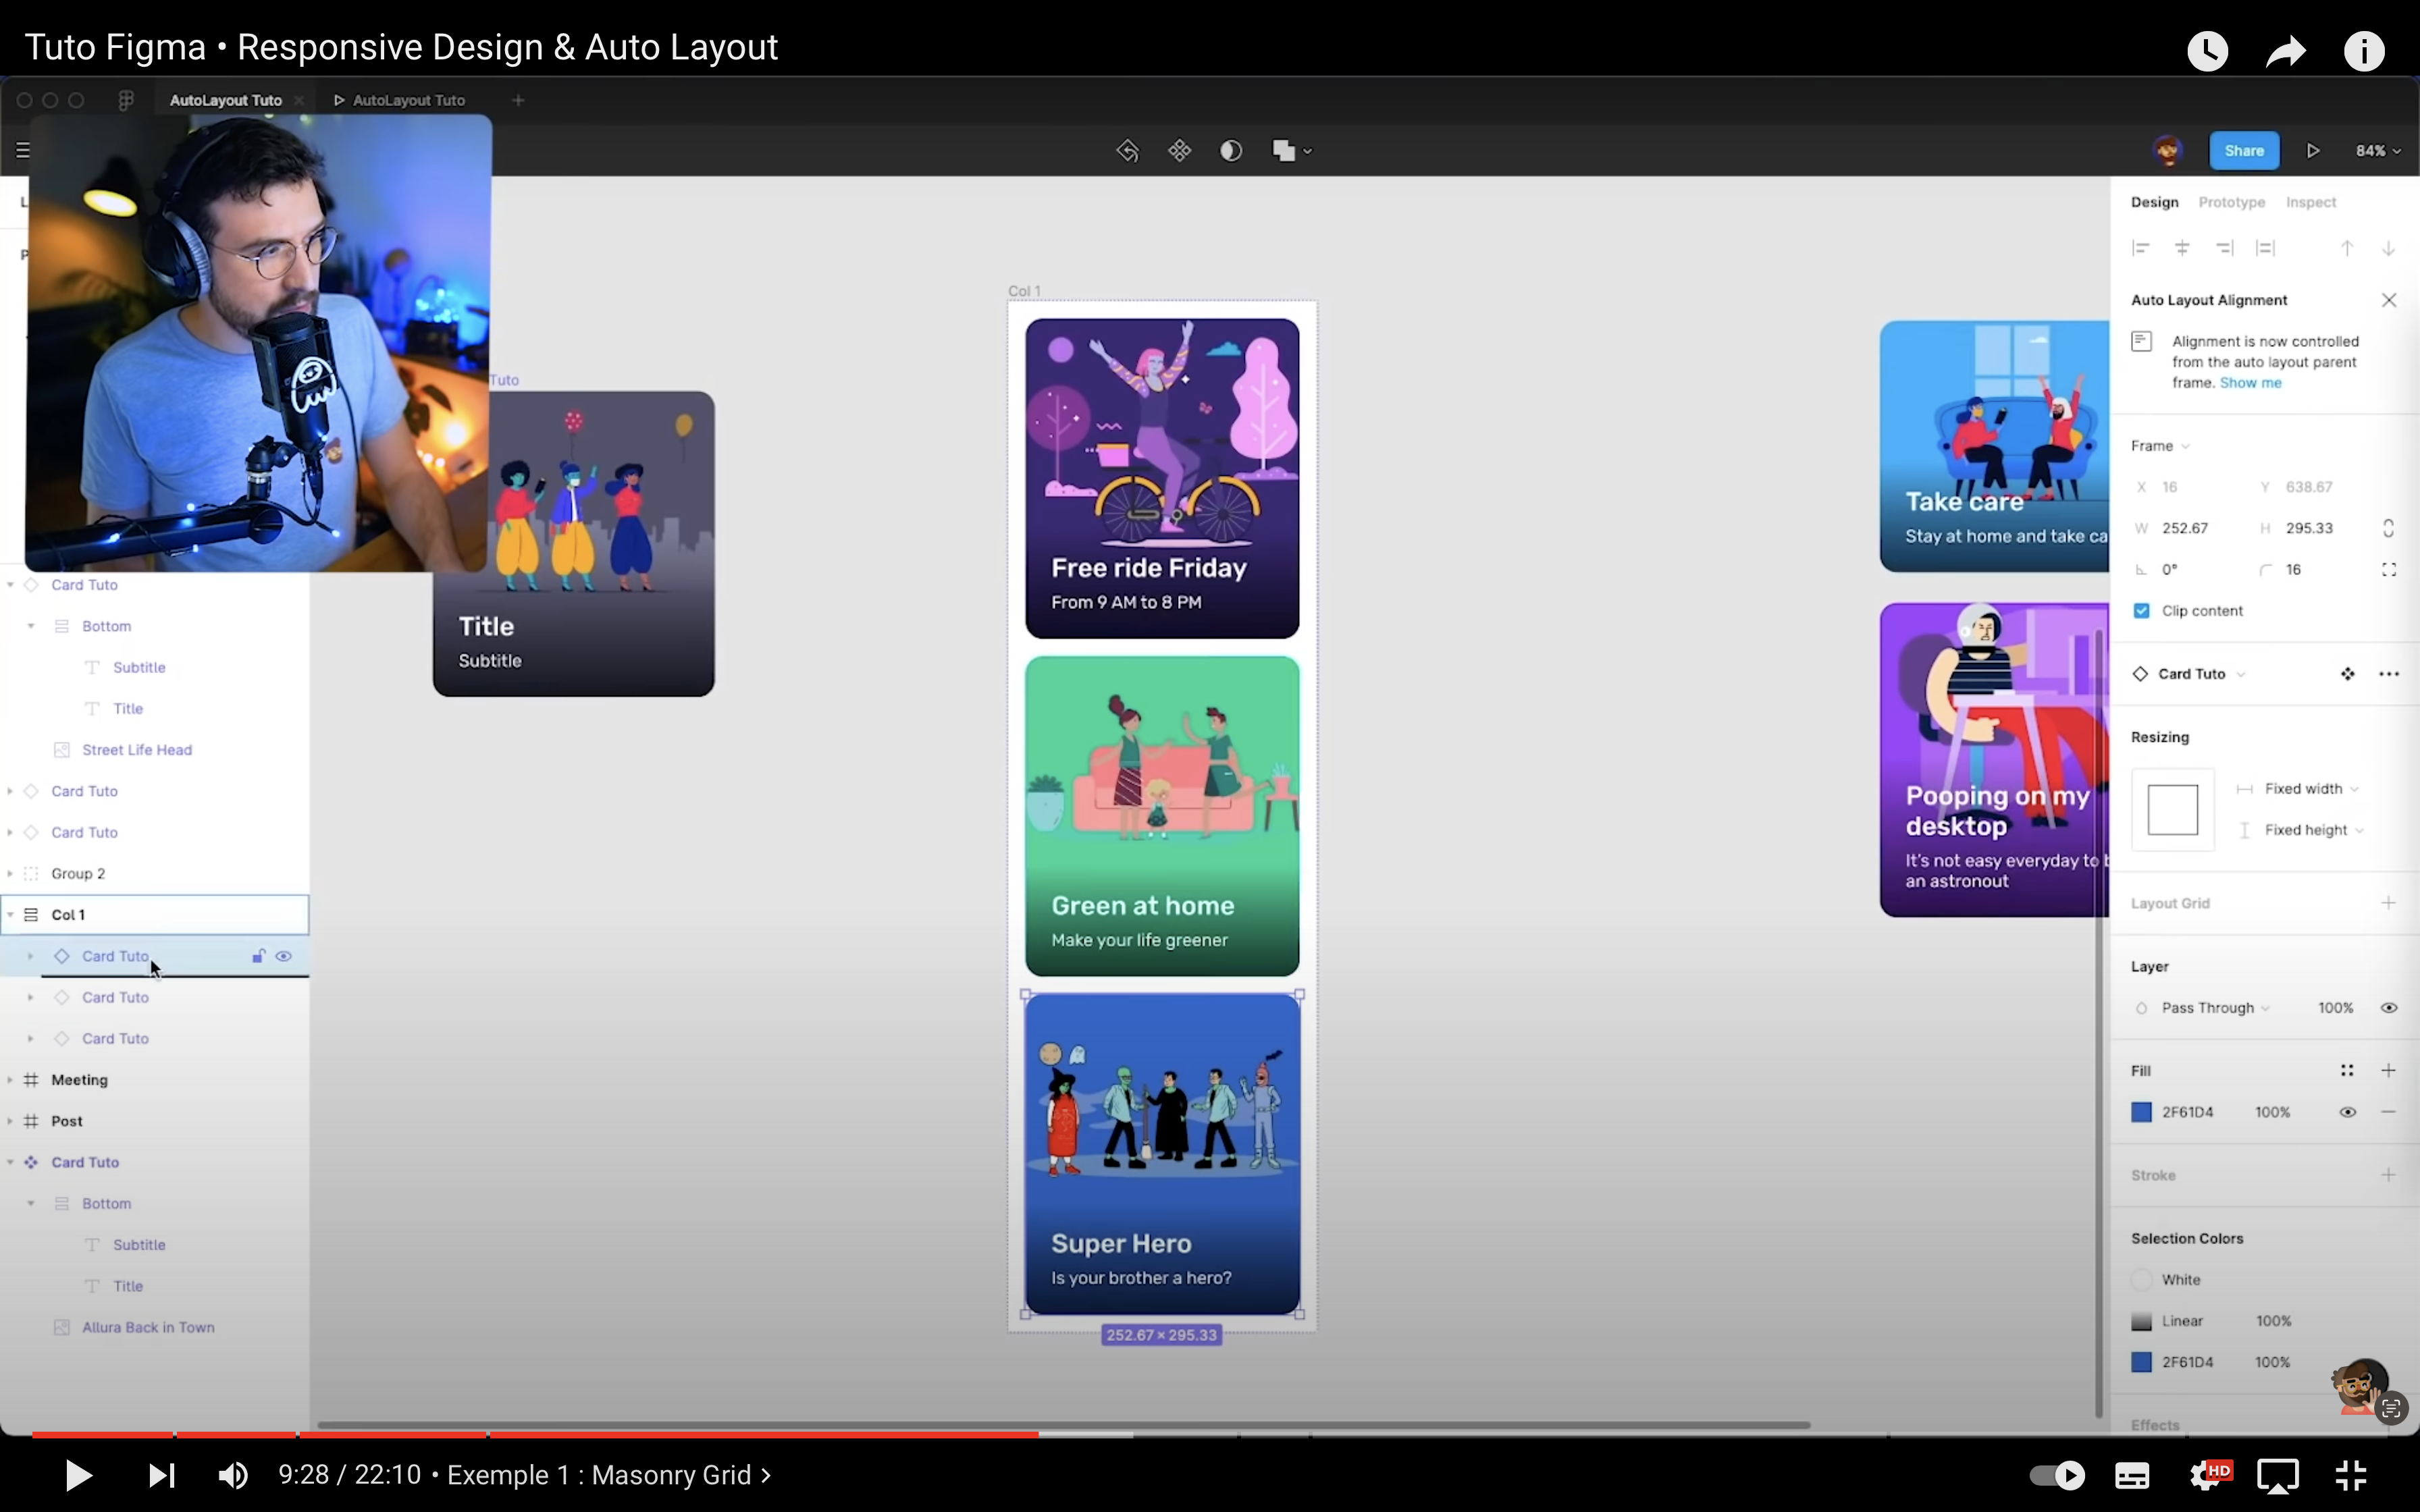 Tuto Figma • Responsive Design & Auto Layout
AutoLayout Tuto
AutoLayout Tuto
Share
84%
Card Tuto
Bottom
Subtitle
Title
Street Life Head
Card Tuto
Card Tuto
Group 2
Col 1
Card Tuto
Card Tuto
Card Tuto
Meeting
Post
Card Tuto
Bottom
Subtitle
Title
Allura Back in Town
Tuto
Title
Subtitle
Col 1
Free ride Friday
From 9 AM to 8 PM
Green at home
Make your life greener
Super Hero
Is your brother a hero?
252.67 × 295.33
Take care
Stay at home and take ca
Pooping on my
desktop
It's not easy everyday to b
an astronout
Design Prototype Inspect
Auto Layout Alignment
Alignment is now controlled
from the auto layout parent
frame. Show me
Frame
X 16 Y 638.67
W 252.67 H 295.33
0° 16
Clip content
Card Tuto
Resizing
Fixed width
Fixed height
Layout Grid
Layer
Pass Through 100%
Fill
2F61D4 100%
Stroke
Selection Colors
White
Linear 100%
2F61D4 100%
Effects
9:28 / 22:10 • Exemple 1 : Masonry Grid
HD